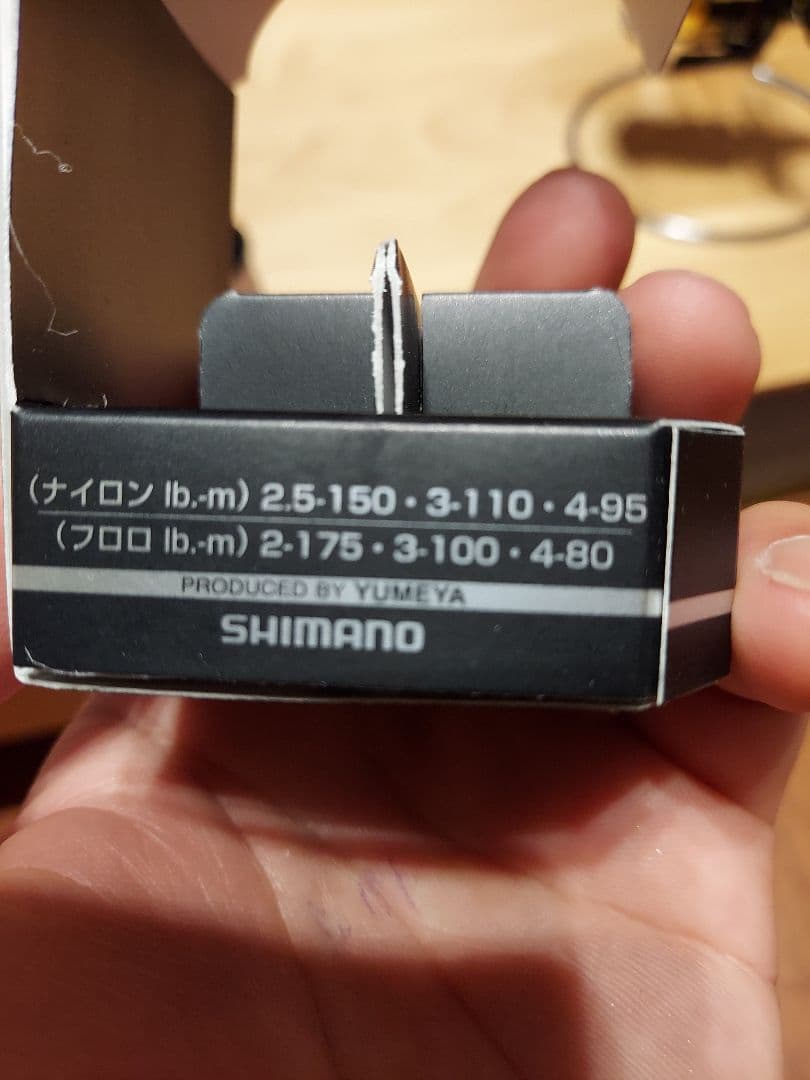 (ナイロン lb.-m) 2.5-150・3-110・4-95
(フロロ lb.-m) 2-175・3-100・4-80
PRODUCED BY YUMEYA
SHIMANO